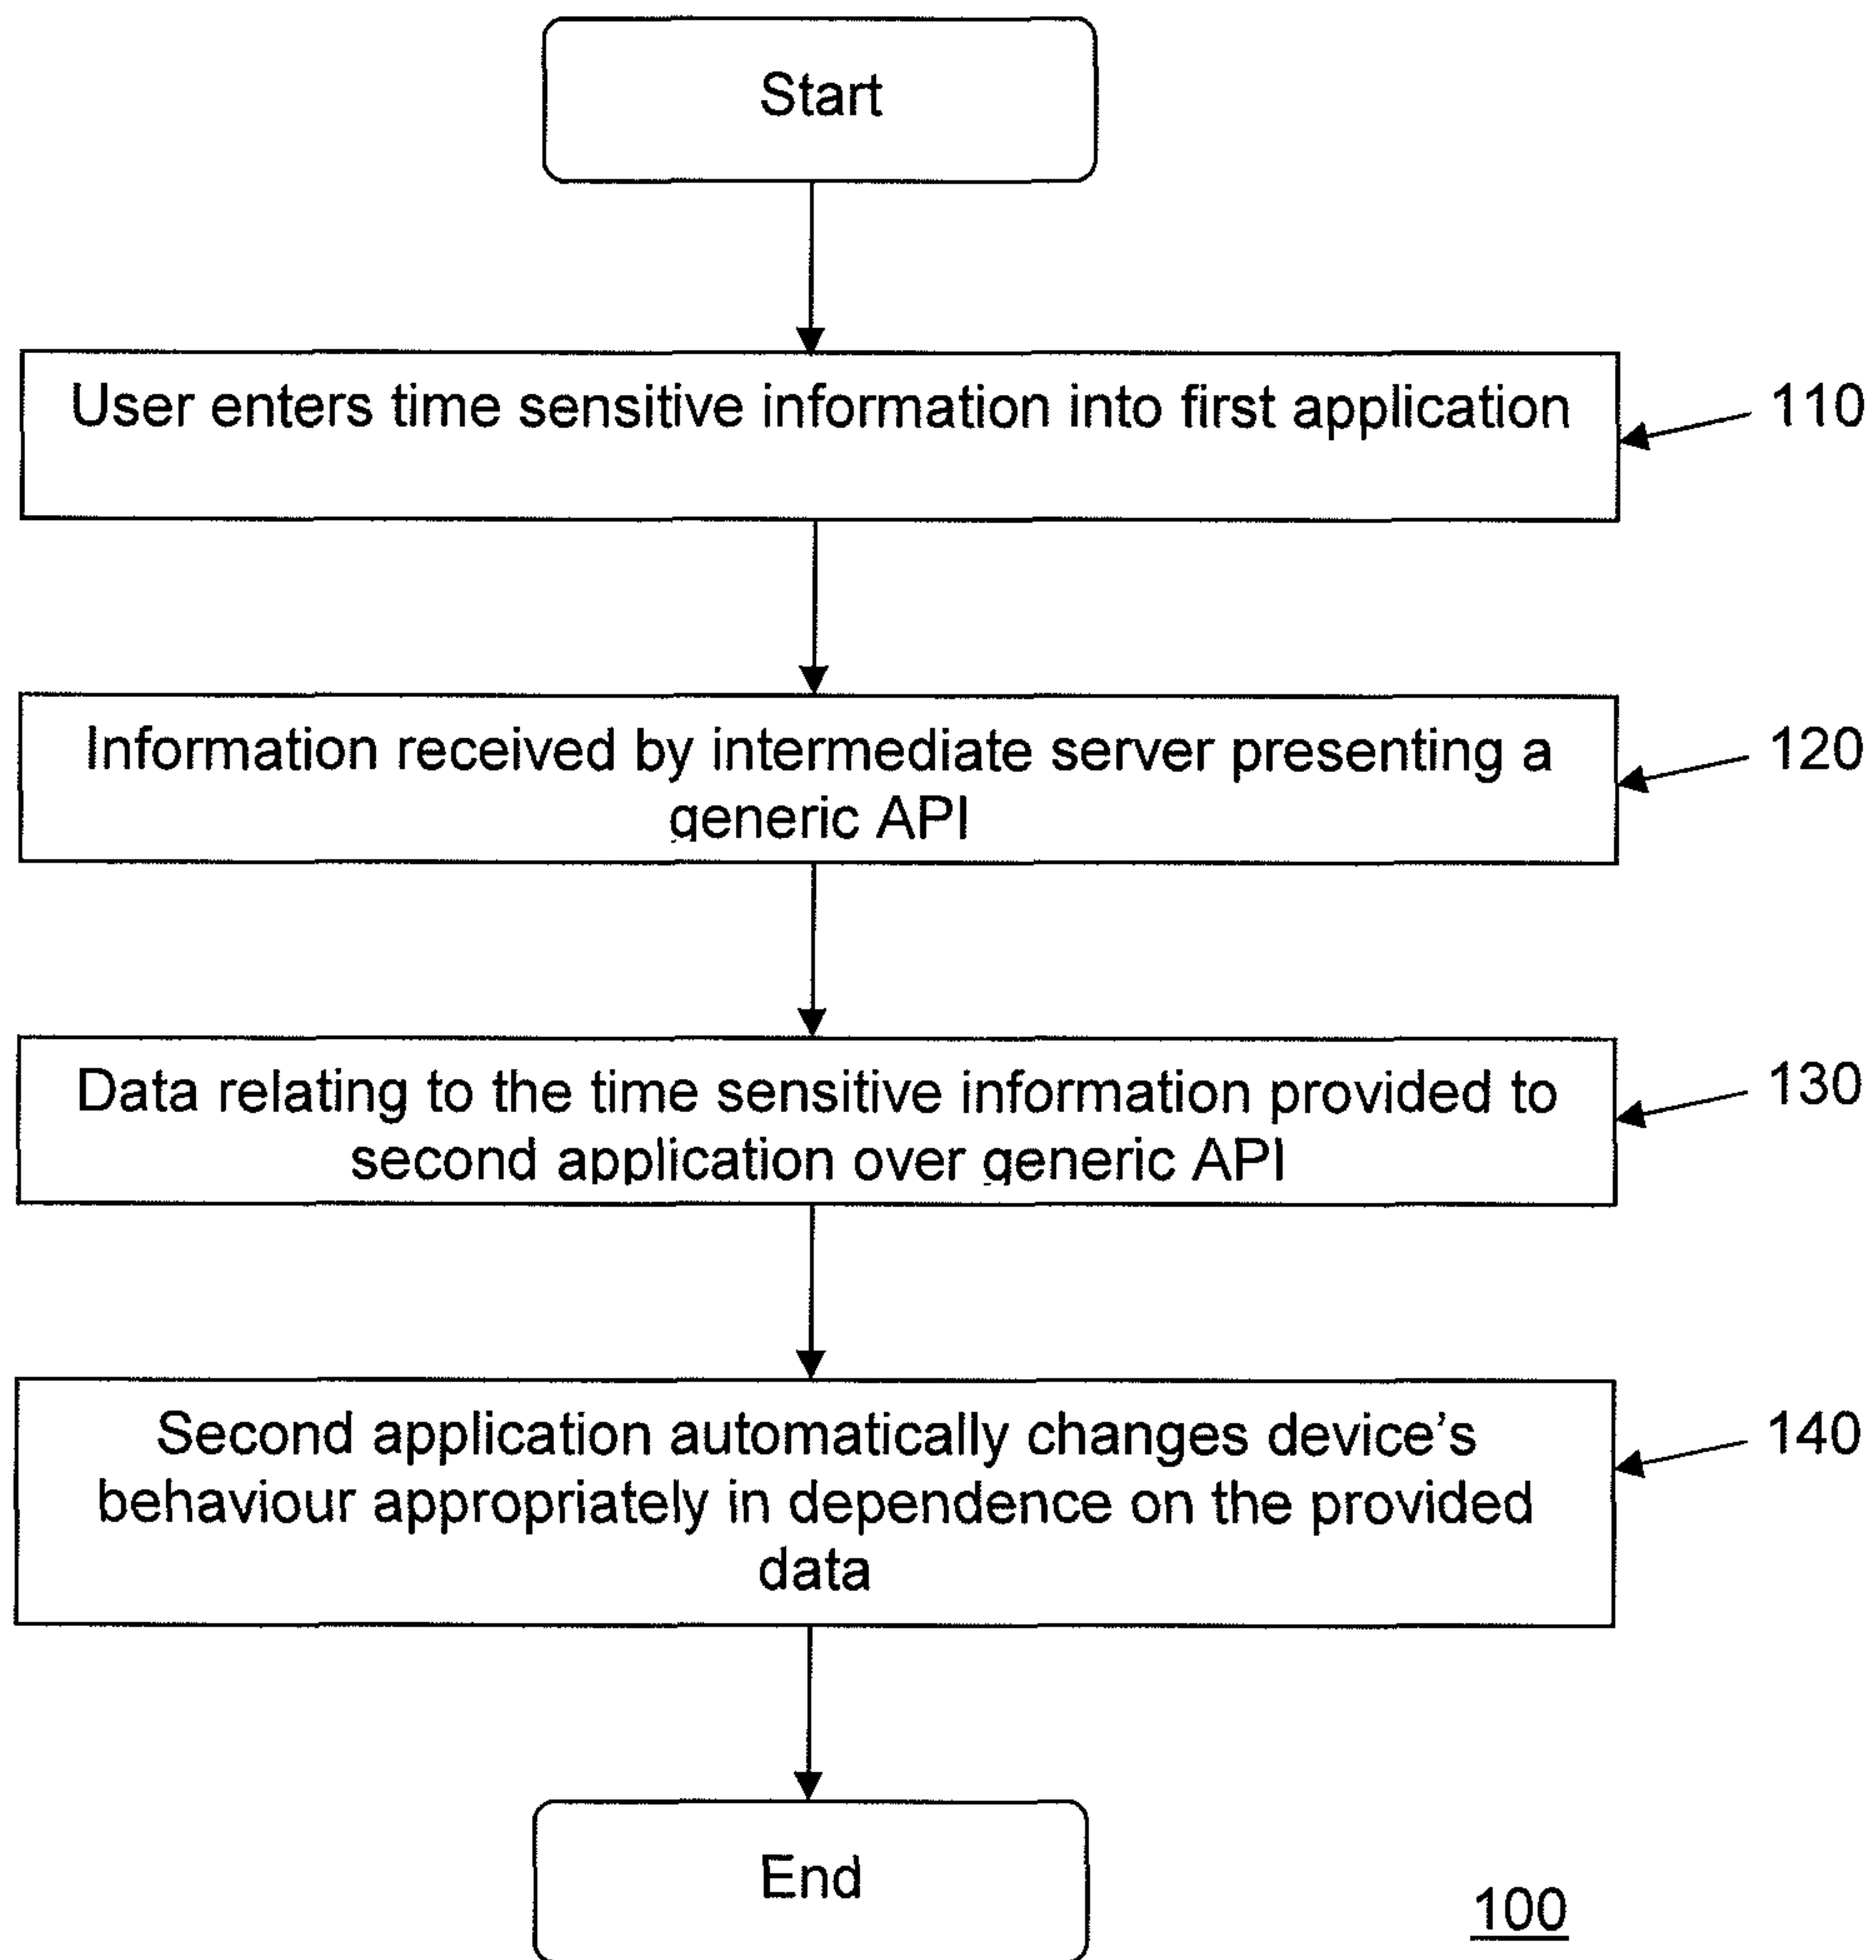 Start
User enters time sensitive information into first application
110
Information received by intermediate server presenting a
generic API
120
Data relating to the time sensitive information provided to
second application over generic API
130
Second application automatically changes device's
behaviour appropriately in dependence on the provided
data
140
End
100